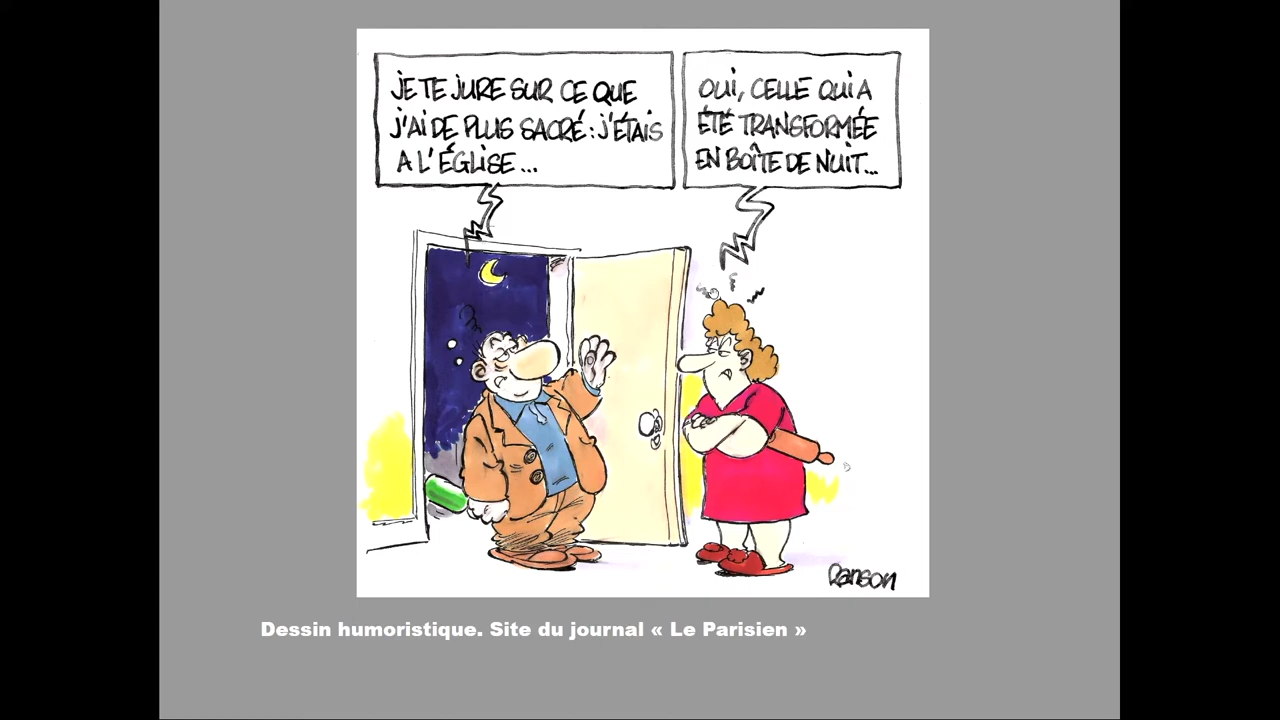 JE TE JURE SUR CE QUE
J'AI DE PLUS SACRÉ : J'ÉTAIS
A L'ÉGLISE...
OUI, CELLE QUI A
ÉTÉ TRANSFORMÉE
EN BOÎTE DE NUIT...
Ranson
Dessin humoristique. Site du journal « Le Parisien »